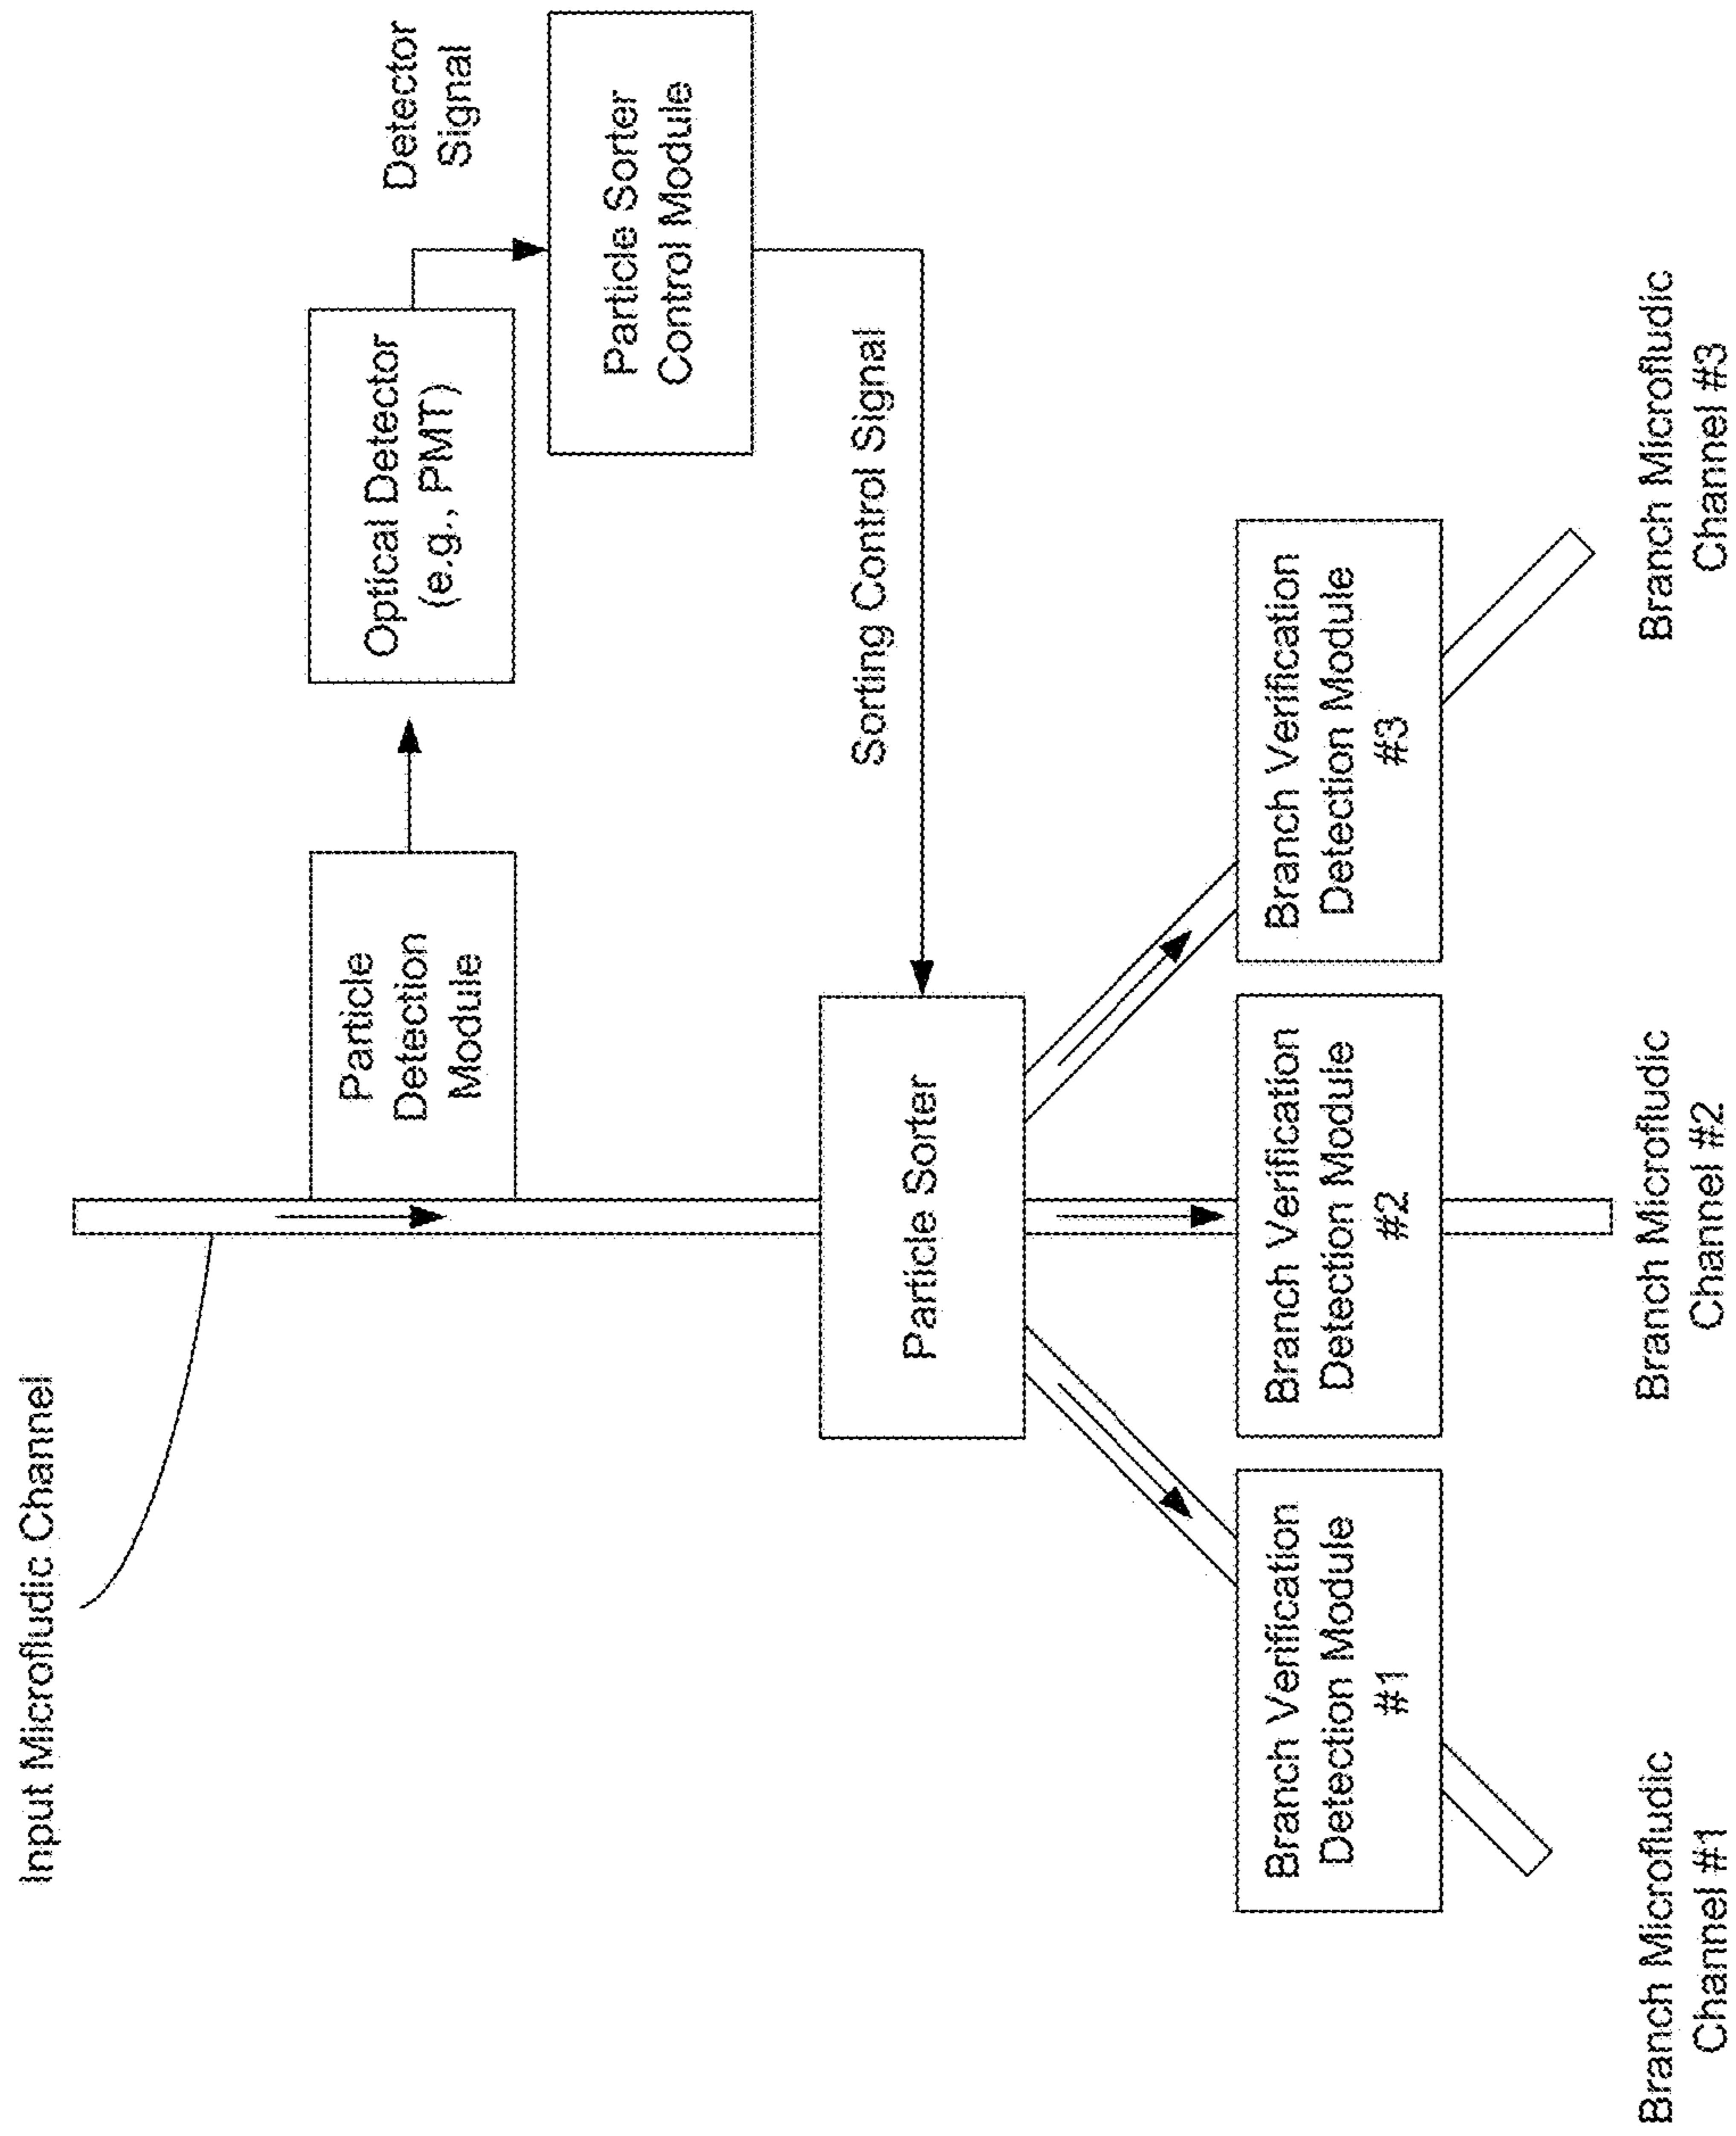 Input Microfludic Channel
Particle
Detection
Module
Optical Detector
(e.g., PMT)
Detector
Signal
Particle Sorter
Control Module
Sorting Control Signal
Particle Sorter
Branch Verification
Detection Module
#1
Branch Verification
Detection Module
#2
Branch Verification
Detection Module
#3
Branch Microfludic
Channel #1
Branch Microfludic
Channel #2
Branch Microfludic
Channel #3